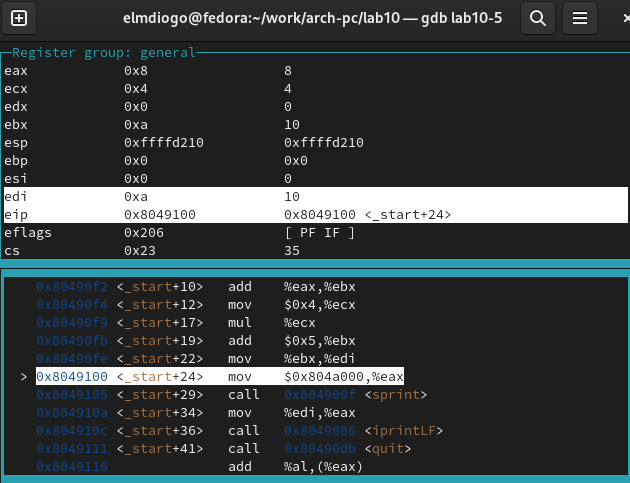 elmdiogo@fedora:~/work/arch-pc/lab10 — gdb lab10-5
Register group: general
eax 0x8 8
ecx 0x4 4
edx 0x0 0
ebx 0xa 10
esp 0xffffd210 0xffffd210
ebp 0x0 0x0
esi 0x0 0
edi 0xa 10
eip 0x8049100 0x8049100 <_start+24>
eflags 0x206 [ PF IF ]
cs 0x23 35
0x80490f2 <_start+10> add %eax,%ebx
0x80490f4 <_start+12> mov $0x4,%ecx
0x80490f9 <_start+17> mul %ecx
0x80490fb <_start+19> add $0x5,%ebx
0x80490fe <_start+22> mov %ebx,%edi
> 0x8049100 <_start+24> mov $0x804a000,%eax
0x8049105 <_start+29> call 0x804900f <sprint>
0x804910a <_start+34> mov %edi,%eax
0x804910c <_start+36> call 0x8049086 <iprintLF>
0x8049111 <_start+41> call 0x80490db <quit>
0x8049116 add %al,(%eax)